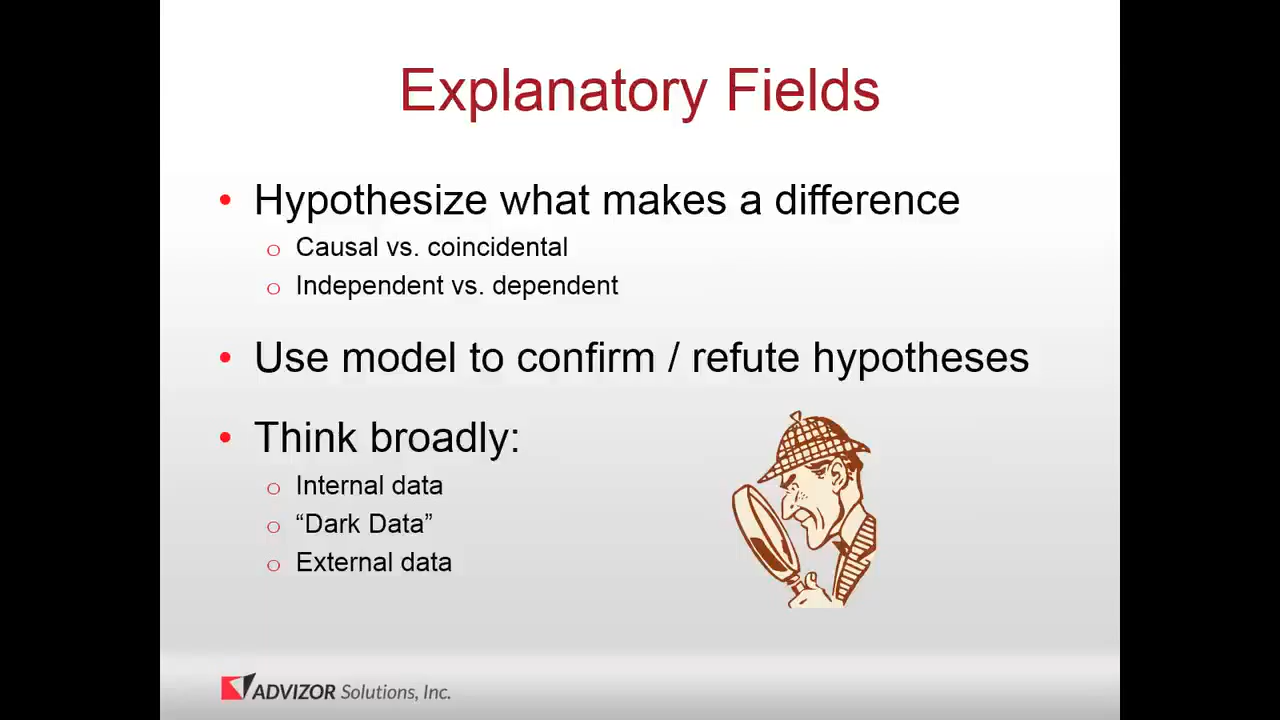 Explanatory Fields
• Hypothesize what makes a difference
o Causal vs. coincidental
o Independent vs. dependent
• Use model to confirm / refute hypotheses
• Think broadly:
o Internal data
o “Dark Data”
o External data
ADVIZOR Solutions, Inc.